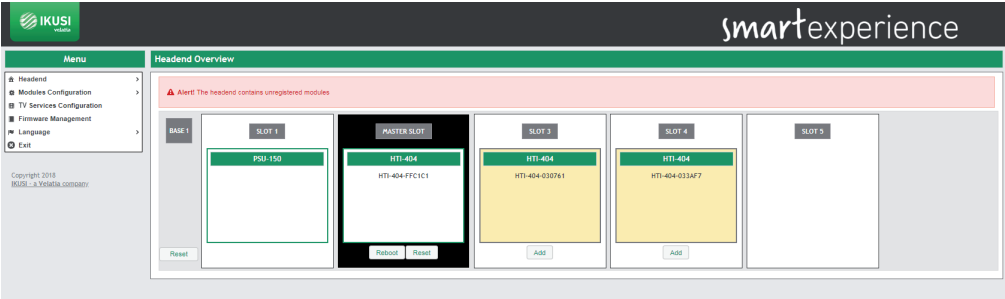 IKUSI
velatia
smartexperience
Menu
Headend Overview
Headend
Modules Configuration
TV Services Configuration
Firmware Management
Language
Exit
Copyright 2018
IKUSI - a Velatia company
Alert! The headend contains unregistered modules
BASE 1
Reset
SLOT 1
PSU-150
MASTER SLOT
HTI-404
HTI-404-FFC1C1
Reboot Reset
SLOT 3
HTI-404
HTI-404-030761
Add
SLOT 4
HTI-404
HTI-404-033AF7
Add
SLOT 5